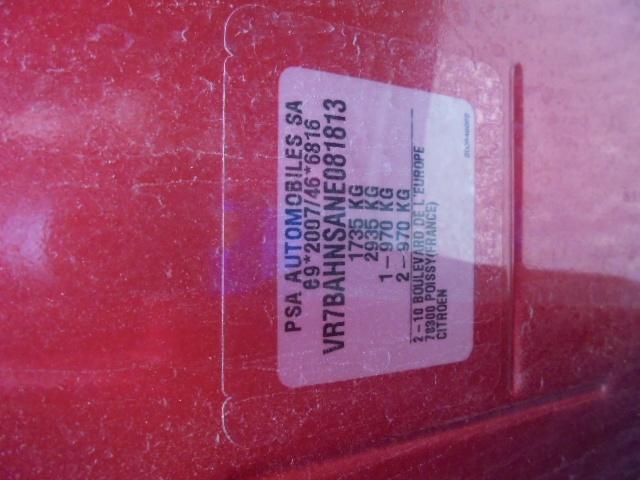 PSA AUTOMOBILES SA
e9*2007/46*6816
VR7BAHNSANE081813
1735 KG
2935 KG
1-970 KG
2-970 KG
2-10 BOULEVARD DE L'EUROPE
78300 POISSY(FRANCE)
CITROEN